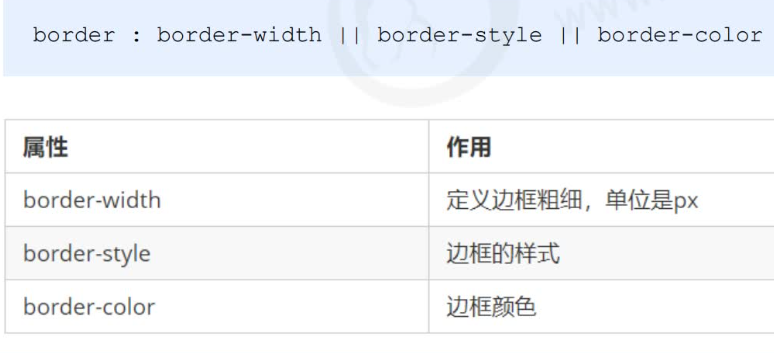 border : border-width || border-style || border-color
属性 作用
border-width 定义边框粗细，单位是px
border-style 边框的样式
border-color 边框颜色